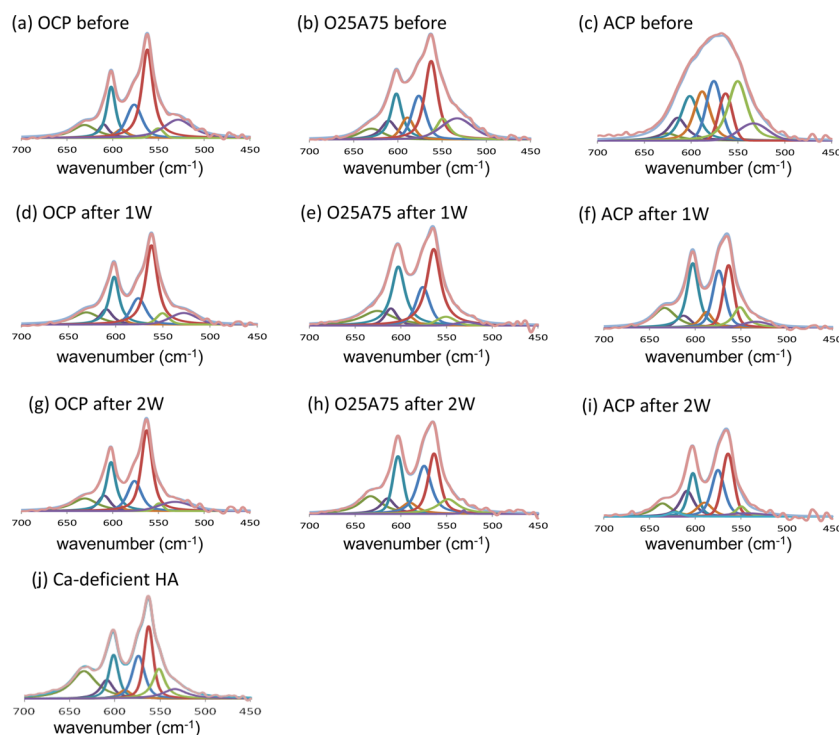 (a) OCP before
(b) O25A75 before
(c) ACP before
700 650 600 550 500 450
700 650 600 550 500 450
700 650 600 550 500 450
wavenumber (cm⁻¹)
wavenumber (cm⁻¹)
wavenumber (cm⁻¹)
(d) OCP after 1W
(e) O25A75 after 1W
(f) ACP after 1W
700 650 600 550 500 450
700 650 600 550 500 450
700 650 600 550 500 450
wavenumber (cm⁻¹)
wavenumber (cm⁻¹)
wavenumber (cm⁻¹)
(g) OCP after 2W
(h) O25A75 after 2W
(i) ACP after 2W
700 650 600 550 500 450
700 650 600 550 500 450
700 650 600 550 500 450
wavenumber (cm⁻¹)
wavenumber (cm⁻¹)
wavenumber (cm⁻¹)
(j) Ca-deficient HA
700 650 600 550 500 450
wavenumber (cm⁻¹)